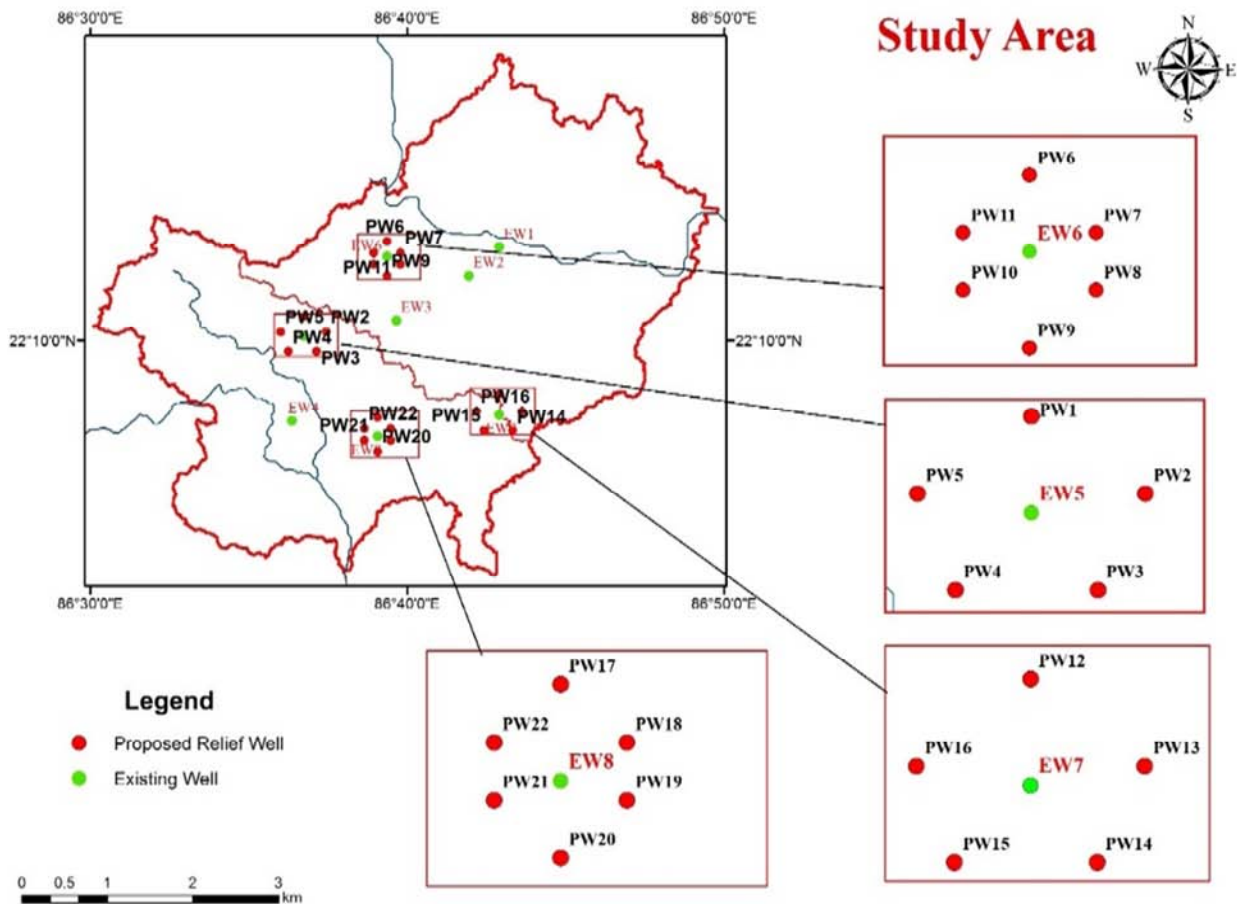 86°30'0"E 86°40'0"E 86°50'0"E
Study Area
N
W E
S
PW6
PW11 PW7
EW6
PW10 PW8
PW9
PW6
EW6 PW7
PW11 PW9
EW1
EW2
EW3
PW5 PW2
PW4
PW3
22°10'0"N 22°10'0"N
PW1
PW5 EW5 PW2
PW4 PW3
EW4
PW21 PW22
PW20
PW16
PW15 PW14
86°30'0"E 86°40'0"E 86°50'0"E
PW12
PW16 EW7 PW13
PW15 PW14
PW17
PW22 PW18
EW8
PW21 PW19
PW20
Legend
Proposed Relief Well
Existing Well
0 0.5 1 2 3
km